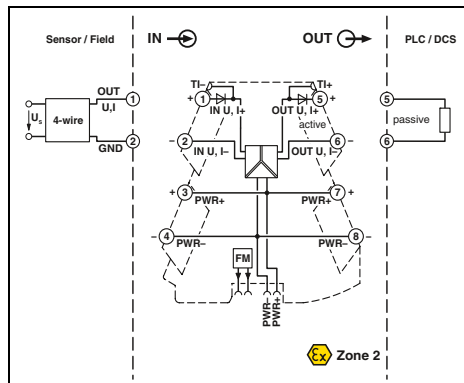 Sensor / Field
IN
OUT
PLC / DCS
TI–
TI+
OUT
U,I
1
+
1
IN U, I+
OUT U, I+
5
+
5
Us
4-wire
active
passive
2
GND
–
2
IN U, I–
OUT U, I–
6
–
6
+
3
PWR+
7
+
PWR+
–
4
PWR–
PWR–
8
–
FM
PWR–
PWR+
Ex
Zone 2